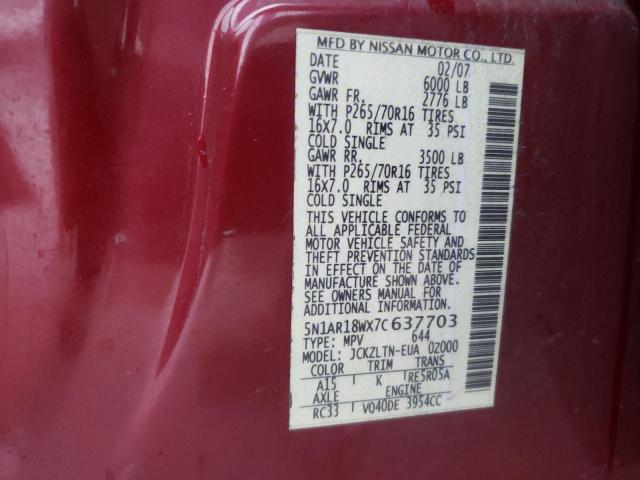 MFD BY NISSAN MOTOR CO., LTD.
DATE 02/07
GVWR 6000 LB
GAWR FR. 2776 LB
WITH P265/70R16 TIRES
16X7.0 RIMS AT 35 PSI
COLD SINGLE
GAWR RR. 3500 LB
WITH P265/70R16 TIRES
16X7.0 RIMS AT 35 PSI
COLD SINGLE
THIS VEHICLE CONFORMS TO
ALL APPLICABLE FEDERAL
MOTOR VEHICLE SAFETY AND
THEFT PREVENTION STANDARDS
IN EFFECT ON THE DATE OF
MANUFACTURE SHOWN ABOVE.
SEE OWNERS MANUAL FOR
ADDITIONAL INFORMATION.
5N1AR18WX7C637703
TYPE: MPV 644
MODEL: JCKZLTN-EUA 0Z000
COLOR TRIM TRANS
A15 K RE5R05A
AXLE ENGINE
RC33 VQ40DE 3954CC